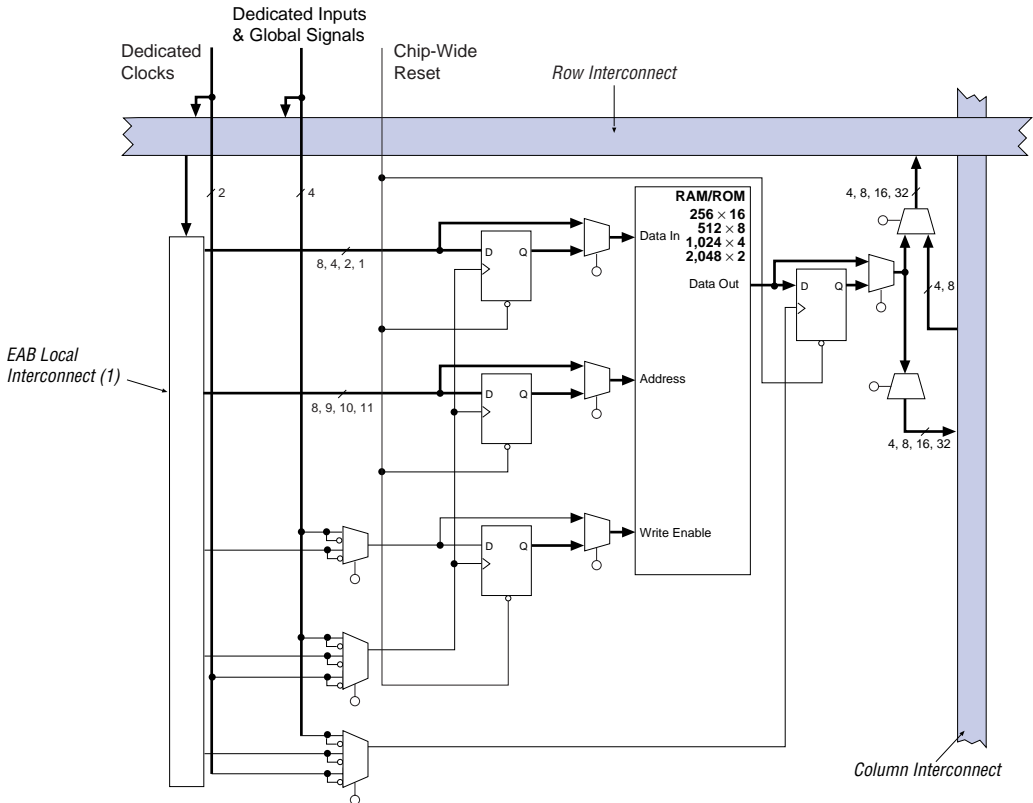 Dedicated Inputs
& Global Signals
Dedicated
Clocks
Chip-Wide
Reset
Row Interconnect
2
4
RAM/ROM
256 × 16
512 × 8
1,024 × 4
2,048 × 2
4, 8, 16, 32
D
Q
Data In
8, 4, 2, 1
Data Out
D
Q
4, 8
EAB Local
Interconnect (1)
D
Q
Address
8, 9, 10, 11
4, 8, 16, 32
D
Q
Write Enable
Column Interconnect